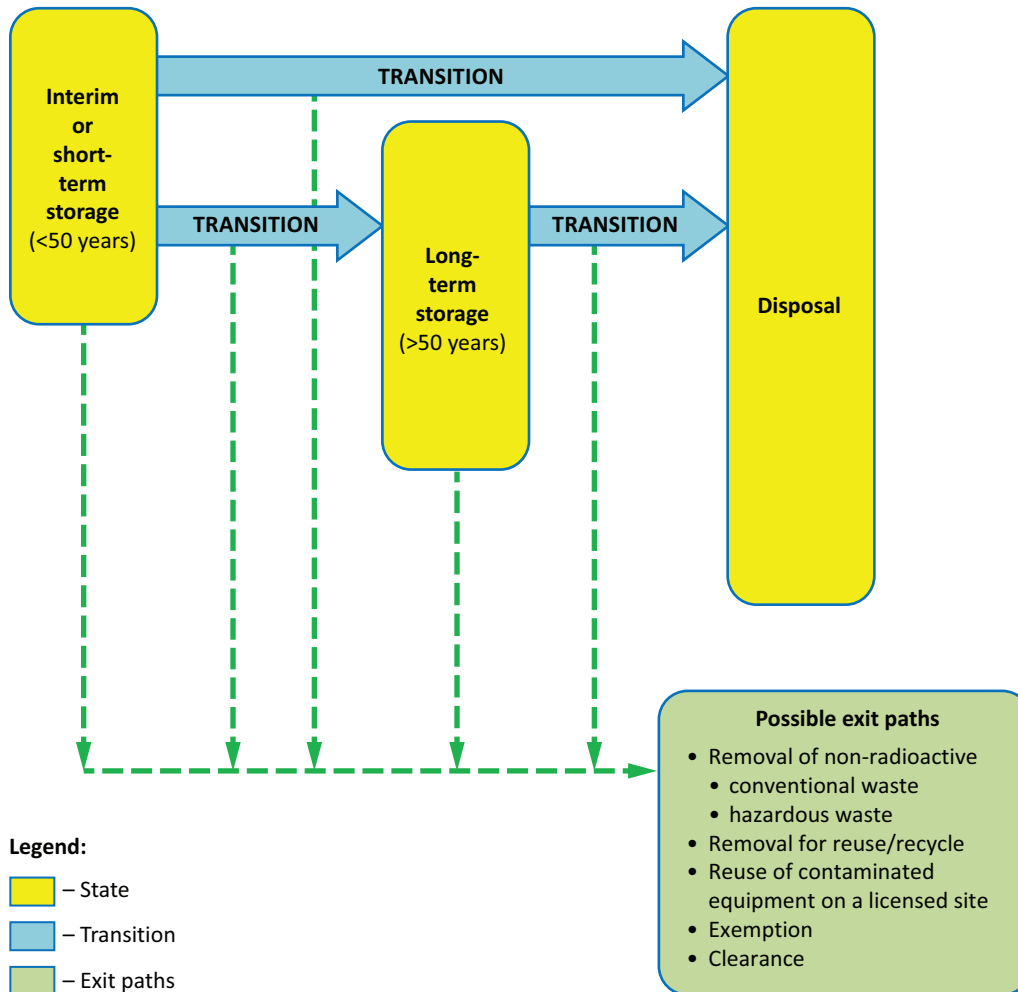 TRANSITION
Interim
or
short-
term
storage
(<50 years)
TRANSITION
TRANSITION
Long-
term
storage
(>50 years)
Disposal
Possible exit paths
• Removal of non-radioactive
• conventional waste
• hazardous waste
• Removal for reuse/recycle
• Reuse of contaminated
equipment on a licensed site
• Exemption
• Clearance
Legend:
– State
– Transition
– Exit paths